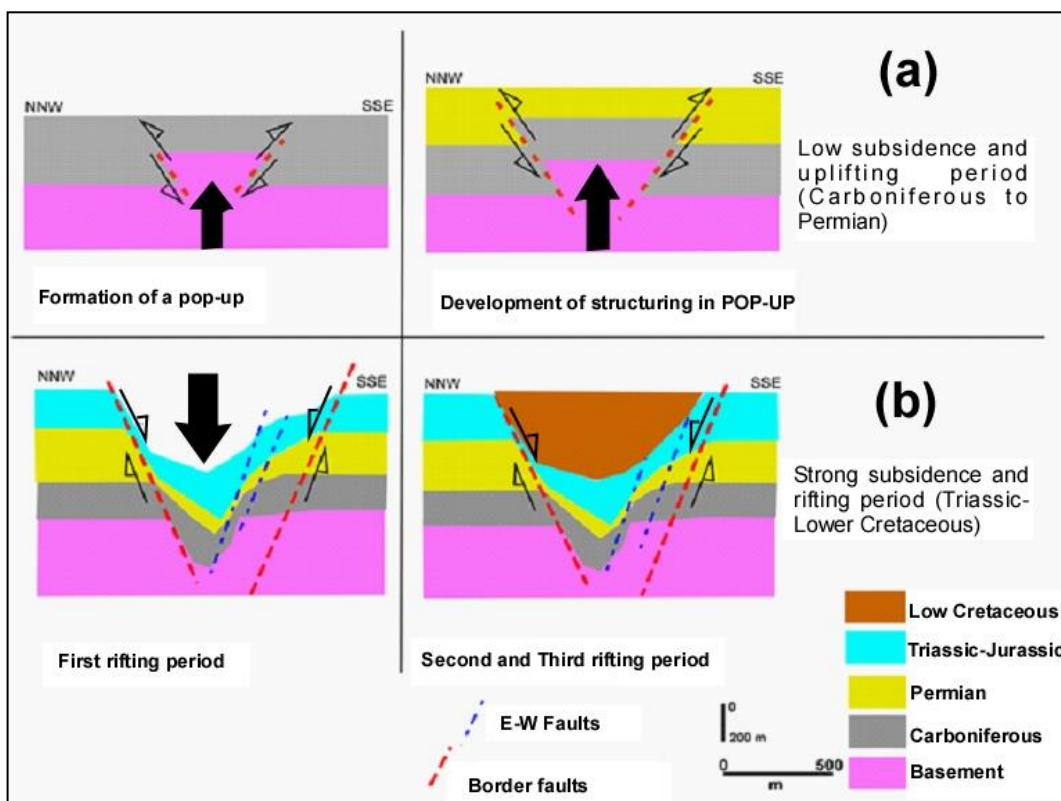 (a)
NNW
SSE
NNW
SSE
Low subsidence and
uplifting period
(Carboniferous to
Permian)
Formation of a pop-up
Development of structuring in POP-UP
NNW
SSE
NNW
SSE
(b)
Strong subsidence and
rifting period (Triassic-
Lower Cretaceous)
First rifting period
Second and Third rifting period
Low Cretaceous
Triassic-Jurassic
Permian
Carboniferous
Basement
E-W Faults
Border faults
0
200 m
0
500
m